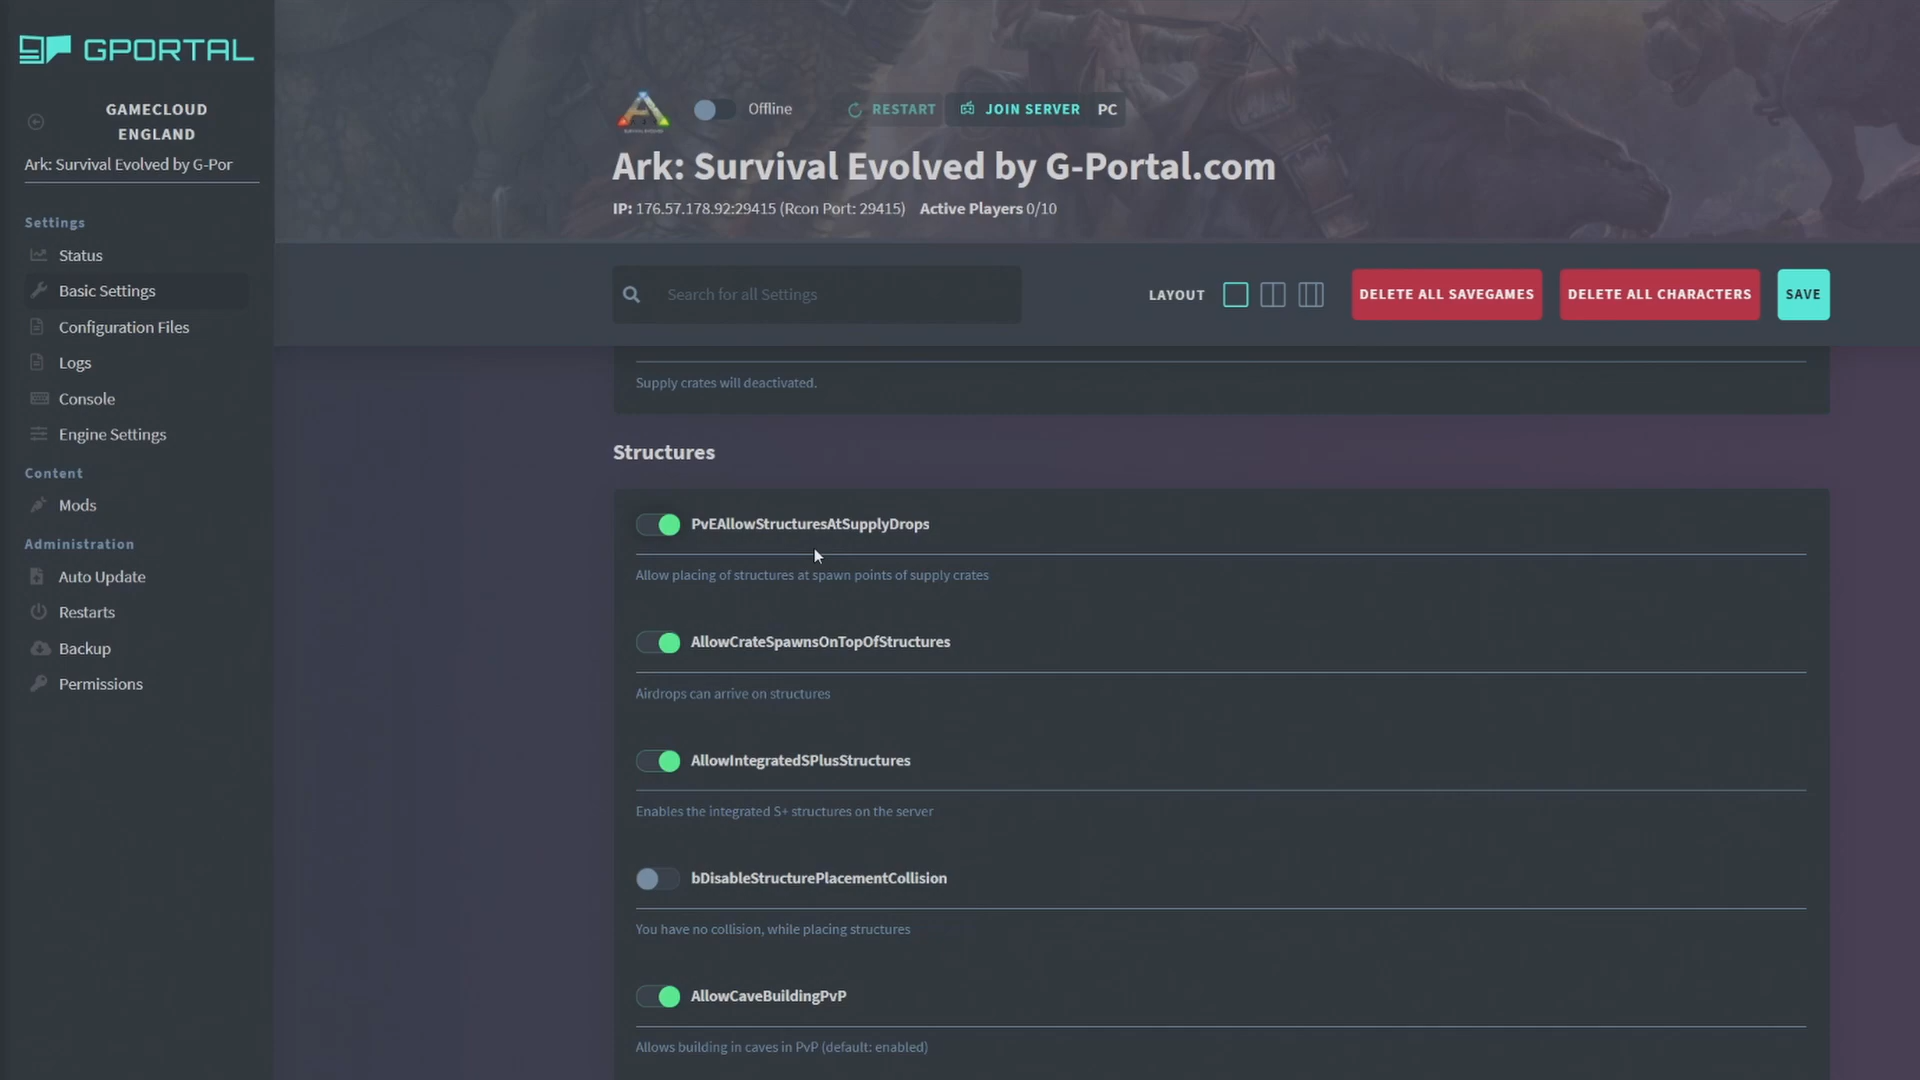 GPORTAL
GAMECLOUD
ENGLAND
Ark: Survival Evolved by G-Por
Settings
Status
Basic Settings
Configuration Files
Logs
Console
Engine Settings
Content
Mods
Administration
Auto Update
Restarts
Backup
Permissions
Offline
RESTART
JOIN SERVER PC
Ark: Survival Evolved by G-Portal.com
IP: 176.57.178.92:29415 (Rcon Port: 29415) Active Players 0/10
Search for all Settings
LAYOUT
DELETE ALL SAVEGAMES
DELETE ALL CHARACTERS
SAVE
Supply crates will deactivated.
Structures
PvEAllowStructuresAtSupplyDrops
Allow placing of structures at spawn points of supply crates
AllowCrateSpawnsOnTopOfStructures
Airdrops can arrive on structures
AllowIntegratedSPlusStructures
Enables the integrated S+ structures on the server
bDisableStructurePlacementCollision
You have no collision, while placing structures
AllowCaveBuildingPvP
Allows building in caves in PvP (default: enabled)